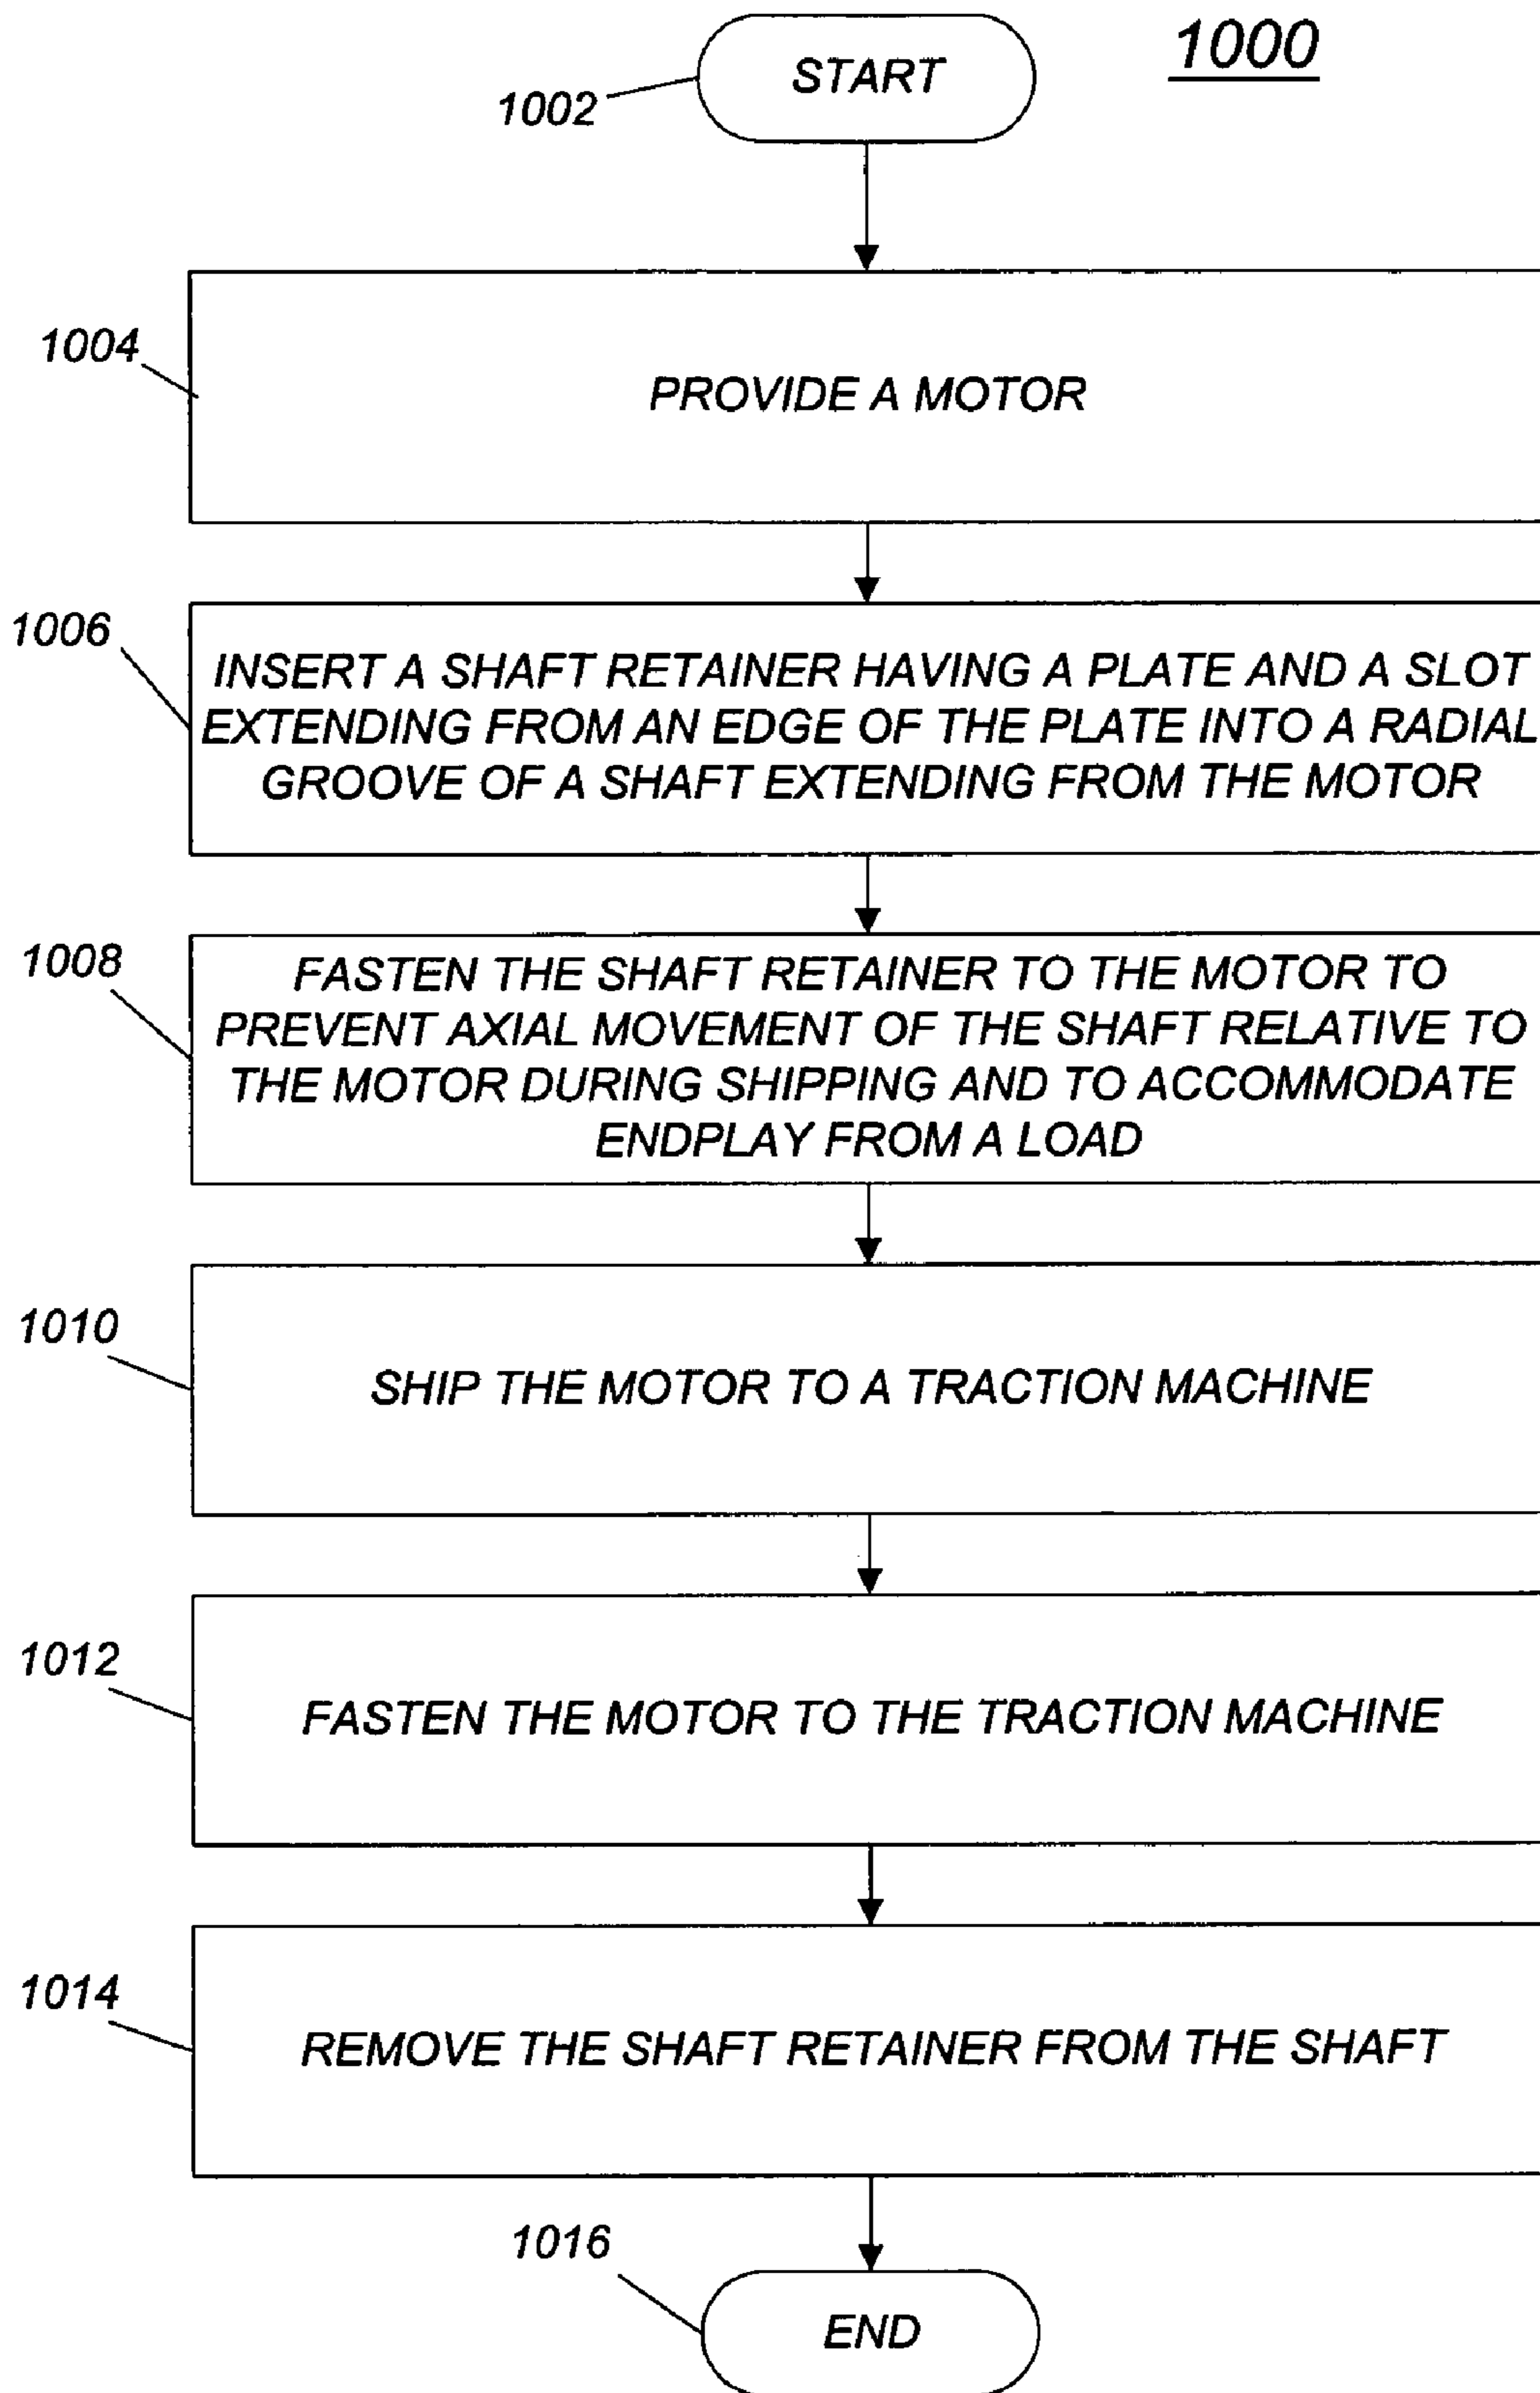 1000
START
1002
1004
PROVIDE A MOTOR
1006
INSERT A SHAFT RETAINER HAVING A PLATE AND A SLOT
EXTENDING FROM AN EDGE OF THE PLATE INTO A RADIAL
GROOVE OF A SHAFT EXTENDING FROM THE MOTOR
1008
FASTEN THE SHAFT RETAINER TO THE MOTOR TO
PREVENT AXIAL MOVEMENT OF THE SHAFT RELATIVE TO
THE MOTOR DURING SHIPPING AND TO ACCOMMODATE
ENDPLAY FROM A LOAD
1010
SHIP THE MOTOR TO A TRACTION MACHINE
1012
FASTEN THE MOTOR TO THE TRACTION MACHINE
1014
REMOVE THE SHAFT RETAINER FROM THE SHAFT
1016
END